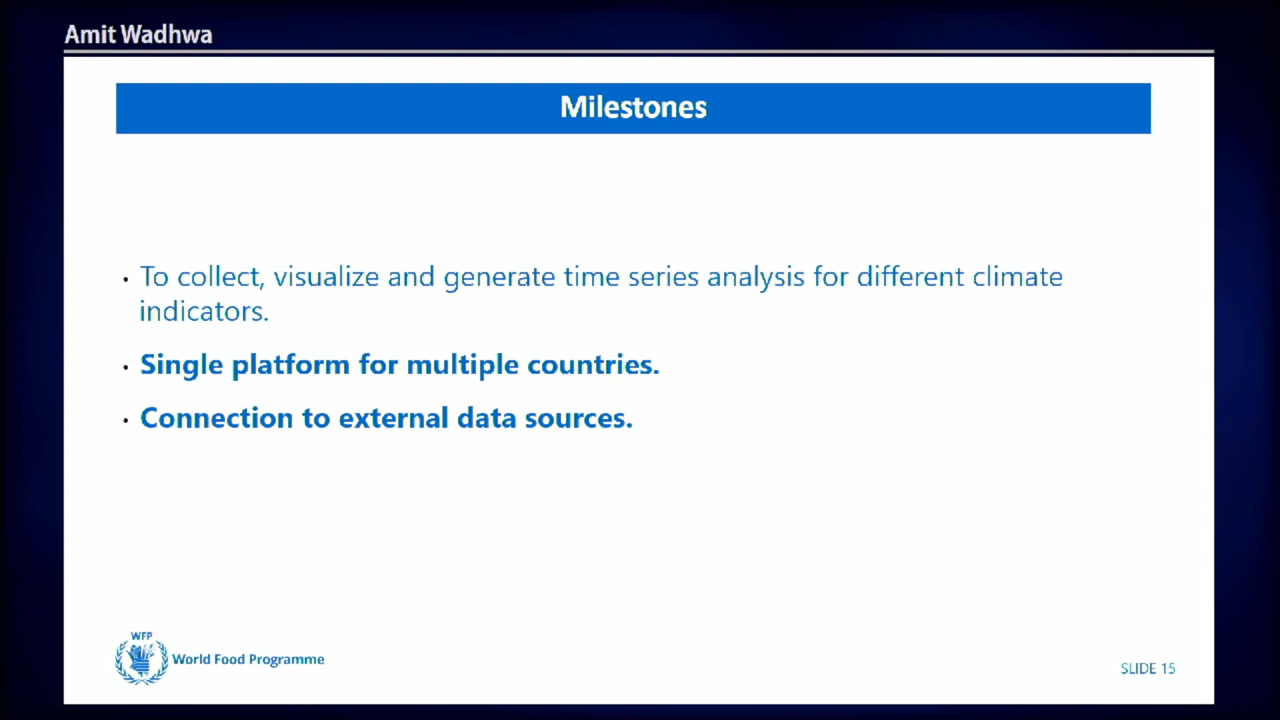 Amit Wadhwa
Milestones
• To collect, visualize and generate time series analysis for different climate
indicators.
• Single platform for multiple countries.
• Connection to external data sources.
WFP
World Food Programme
SLIDE 15